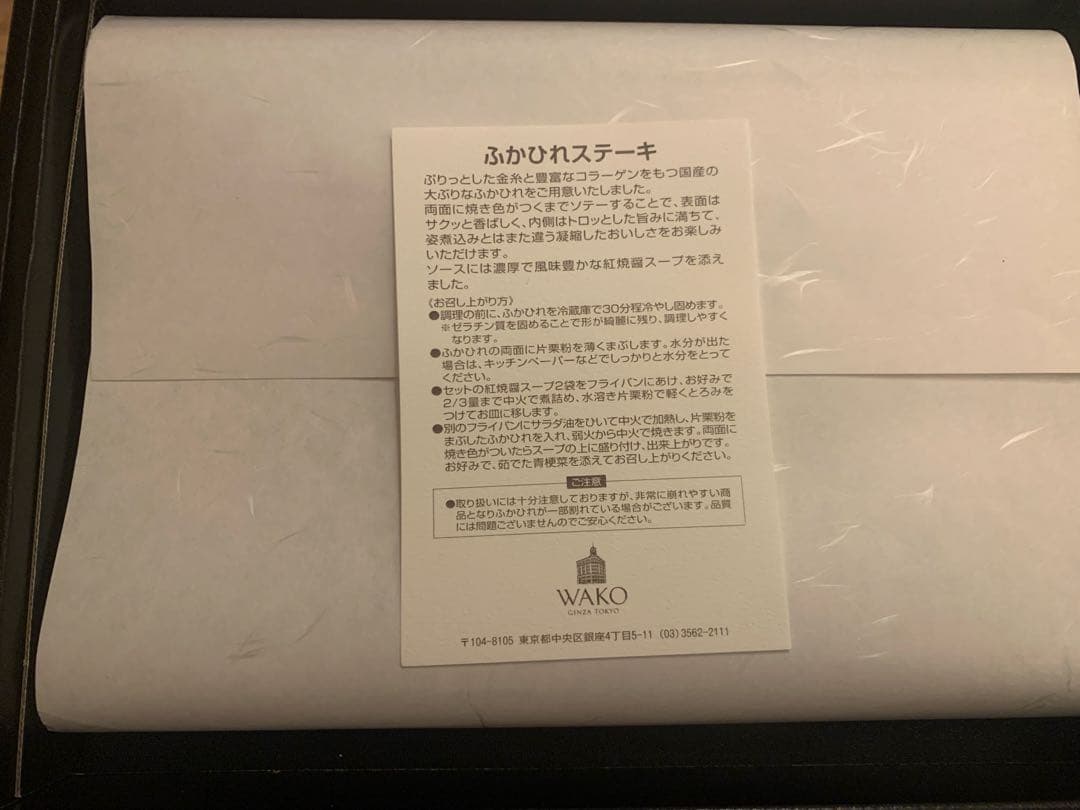 ふかひれステーキ
ぷりっとした金糸と豊富なコラーゲンをもつ国産の
大ぶりなふかひれをご用意いたしました。
両面に焼き色がつくまでソテーすることで、表面は
サクッと香ばしく、内側はトロッとした旨みに満ちて、
姿煮込みとはまた違う凝縮したおいしさをお楽しみ
いただけます。
ソースには濃厚で風味豊かな紅焼醤スープを添え
ました。
《お召し上がり方》
●調理の前に、ふかひれを冷蔵庫で30分程冷やし固めます。
※ゼラチン質を固めることで形が綺麗に残り、調理しやすく
なります。
●ふかひれの両面に片栗粉を薄くまぶします。水分が出た
場合は、キッチンペーパーなどでしっかりと水分をとって
ください。
●セットの紅焼醤スープ2袋をフライパンにあけ、お好みで
2/3量まで中火で煮詰め、水溶き片栗粉で軽くとろみを
つけてお皿に移します。
●別のフライパンにサラダ油をひいて中火で加熱し、片栗粉を
まぶしたふかひれを入れ、弱火から中火で焼きます。両面に
焼き色がついたらスープの上に盛り付け、出来上がりです。
お好みで、茹でた青梗菜を添えてお召し上がりください。
ご注意
●取り扱いには十分注意しておりますが、非常に崩れやすい商
品となりふかひれが一部割れている場合がございます。品質
には問題ございませんのでご安心ください。
WAKO
GINZA TOKYO
〒104-8105 東京都中央区銀座4丁目5-11 (03)3562-2111